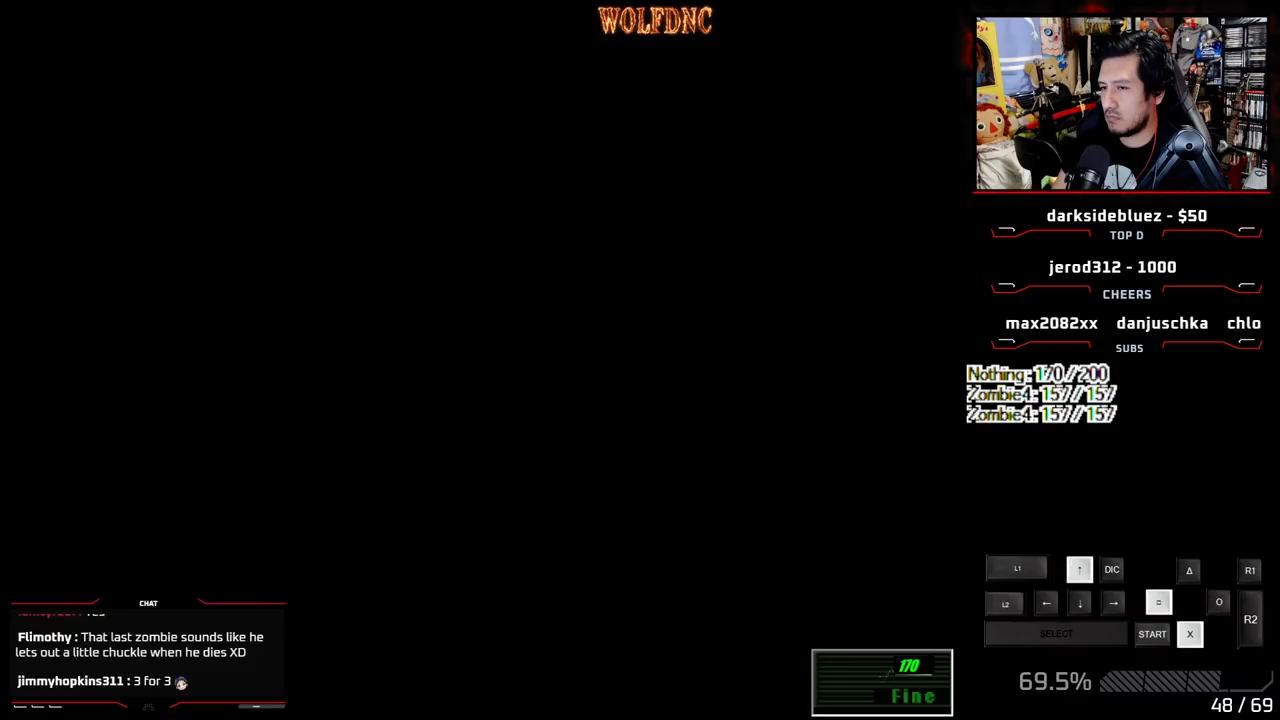 WOLFDNC
darksidebluez - $50
TOP D
jerod312 - 1000
CHEERS
max2082xx danjuschka chlo
SUBS
Nothing: 170 / 200
Zombie4: 157 / 157
Zombie4: 157 / 157
L1 ↑ DIC Δ R1
L2 ← ↓ → □ O R2
SELECT START X
69.5%
48 / 69
CHAT
Flimothy : That last zombie sounds like he
lets out a little chuckle when he dies XD
jimmyhopkins311 : 3 for 3
170
Fine